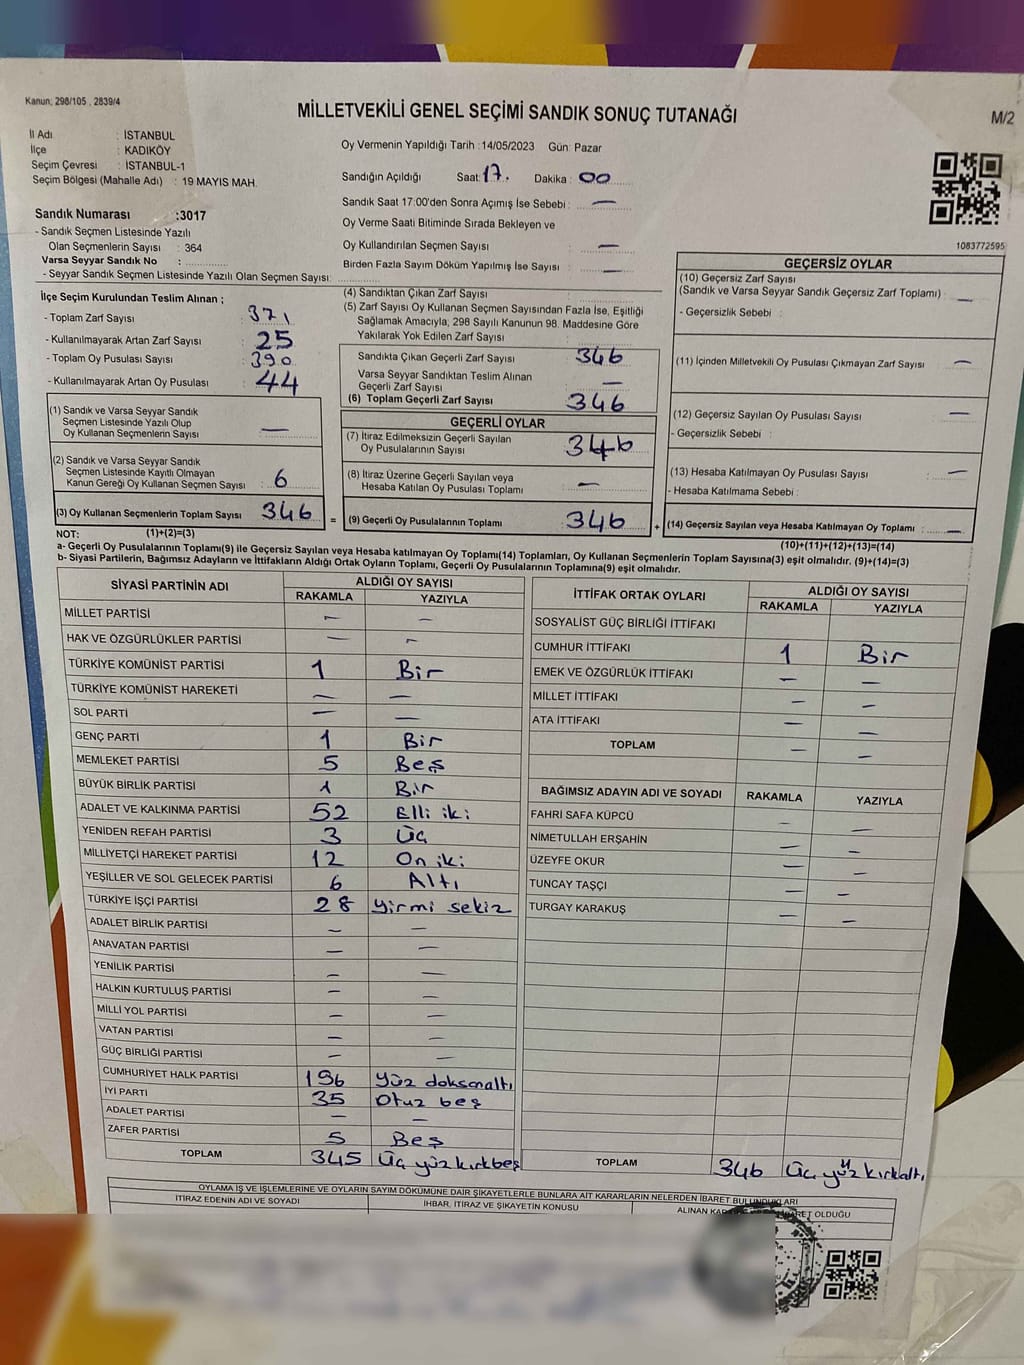 Kanun; 298/105 , 2839/4
MİLLETVEKİLİ GENEL SEÇİMİ SANDIK SONUÇ TUTANAĞI
M/2
İl Adı : İSTANBUL
İlçe : KADIKÖY
Seçim Çevresi : İSTANBUL-1
Seçim Bölgesi (Mahalle Adı) : 19 MAYIS MAH.
Oy Vermenin Yapıldığı Tarih : 14/05/2023 Gün: Pazar
Sandığın Açıldığı Saat: 17. Dakika : 00
Sandık Saat 17:00'den Sonra Açımış İse Sebebi : —
Oy Verme Saati Bitiminde Sırada Bekleyen ve
Oy Kullandırılan Seçmen Sayısı : —
Birden Fazla Sayım Döküm Yapılmış İse Sayısı : —
1083772595
Sandık Numarası :3017
- Sandık Seçmen Listesinde Yazılı
Olan Seçmenlerin Sayısı : 364
Varsa Seyyar Sandık No :
- Seyyar Sandık Seçmen Listesinde Yazılı Olan Seçmen Sayısı:
İlçe Seçim Kurulundan Teslim Alınan ;
- Toplam Zarf Sayısı : 371
- Kullanılmayarak Artan Zarf Sayısı : 25
- Toplam Oy Pusulası Sayısı : 390
- Kullanılmayarak Artan Oy Pusulası : 44
(1) Sandık ve Varsa Seyyar Sandık
Seçmen Listesinde Yazılı Olup
Oy Kullanan Seçmenlerin Sayısı : —
(2) Sandık ve Varsa Seyyar Sandık
Seçmen Listesinde Kayıtlı Olmayan
Kanun Gereği Oy Kullanan Seçmen Sayısı : 6
(3) Oy Kullanan Seçmenlerin Toplam Sayısı 346
(1)+(2)=(3)
(4) Sandıktan Çıkan Zarf Sayısı :
(5) Zarf Sayısı Oy Kullanan Seçmen Sayısından Fazla İse, Eşitliği
Sağlamak Amacıyla, 298 Sayılı Kanunun 98. Maddesine Göre
Yakılarak Yok Edilen Zarf Sayısı :
Sandıkta Çıkan Geçerli Zarf Sayısı 346
Varsa Seyyar Sandıktan Teslim Alınan
Geçerli Zarf Sayısı —
(6) Toplam Geçerli Zarf Sayısı 346
GEÇERLİ OYLAR
(7) İtiraz Edilmeksizin Geçerli Sayılan
Oy Pusulalarının Sayısı 346
(8) İtiraz Üzerine Geçerli Sayılan veya
Hesaba Katılan Oy Pusulası Toplamı —
= (9) Geçerli Oy Pusulalarının Toplamı 346 +
GEÇERSİZ OYLAR
(10) Geçersiz Zarf Sayısı
(Sandık ve Varsa Seyyar Sandık Geçersiz Zarf Toplamı) : —
- Geçersizlik Sebebi :
(11) İçinden Milletvekili Oy Pusulası Çıkmayan Zarf Sayısı : —
(12) Geçersiz Sayılan Oy Pusulası Sayısı : —
- Geçersizlik Sebebi :
(13) Hesaba Katılmayan Oy Pusulası Sayısı : —
- Hesaba Katılmama Sebebi :
(14) Geçersiz Sayılan veya Hesaba Katılmayan Oy Toplamı : —
(10)+(11)+(12)+(13)=(14)
NOT:
a- Geçerli Oy Pusulalarının Toplamı(9) ile Geçersiz Sayılan veya Hesaba katılmayan Oy Toplamı(14) Toplamları, Oy Kullanan Seçmenlerin Toplam Sayısına(3) eşit olmalıdır. (9)+(14)=(3)
b- Siyasi Partilerin, Bağımsız Adayların ve İttifakların Aldığı Ortak Oyların Toplamı, Geçerli Oy Pusulalarının Toplamına(9) eşit olmalıdır.
SİYASİ PARTİNİN ADI ALDIĞI OY SAYISI
RAKAMLA YAZIYLA
MİLLET PARTİSİ — —
HAK VE ÖZGÜRLÜKLER PARTİSİ — —
TÜRKİYE KOMÜNİST PARTİSİ 1 Bir
TÜRKİYE KOMÜNİST HAREKETİ — —
SOL PARTİ — —
GENÇ PARTİ 1 Bir
MEMLEKET PARTİSİ 5 Beş
BÜYÜK BİRLİK PARTİSİ 1 Bir
ADALET VE KALKINMA PARTİSİ 52 Elli iki
YENİDEN REFAH PARTİSİ 3 Üç
MİLLİYETÇİ HAREKET PARTİSİ 12 On iki
YEŞİLLER VE SOL GELECEK PARTİSİ 6 Altı
TÜRKİYE İŞÇİ PARTİSİ 28 Yirmi sekiz
ADALET BİRLİK PARTİSİ — —
ANAVATAN PARTİSİ — —
YENİLİK PARTİSİ — —
HALKIN KURTULUŞ PARTİSİ — —
MİLLİ YOL PARTİSİ — —
VATAN PARTİSİ — —
GÜÇ BİRLİĞİ PARTİSİ — —
CUMHURİYET HALK PARTİSİ 196 Yüz doksanaltı
İYİ PARTİ 35 Otuz beş
ADALET PARTİSİ — —
ZAFER PARTİSİ 5 Beş
TOPLAM 345 Üç yüz kırkbeş
İTTİFAK ORTAK OYLARI ALDIĞI OY SAYISI
RAKAMLA YAZIYLA
SOSYALİST GÜÇ BİRLİĞİ İTTİFAKI
CUMHUR İTTİFAKI 1 Bir
EMEK VE ÖZGÜRLÜK İTTİFAKI — —
MİLLET İTTİFAKI — —
ATA İTTİFAKI — —
TOPLAM — —
BAĞIMSIZ ADAYIN ADI VE SOYADI RAKAMLA YAZIYLA
FAHRİ SAFA KÜPCÜ — —
NİMETULLAH ERŞAHİN — —
ÜZEYFE OKUR — —
TUNCAY TAŞÇI — —
TURGAY KARAKUŞ — —
TOPLAM 346 Üç yüz kırkaltı
OYLAMA İŞ VE İŞLEMLERİNE VE OYLARIN SAYIM DÖKÜMÜNE DAİR ŞİKAYETLERLE BUNLARA AİT KARARLARIN NELERDEN İBARET BULUNDUKLARI
İTİRAZ EDENİN ADI VE SOYADI İHBAR, İTİRAZ VE ŞİKAYETİN KONUSU ALINAN